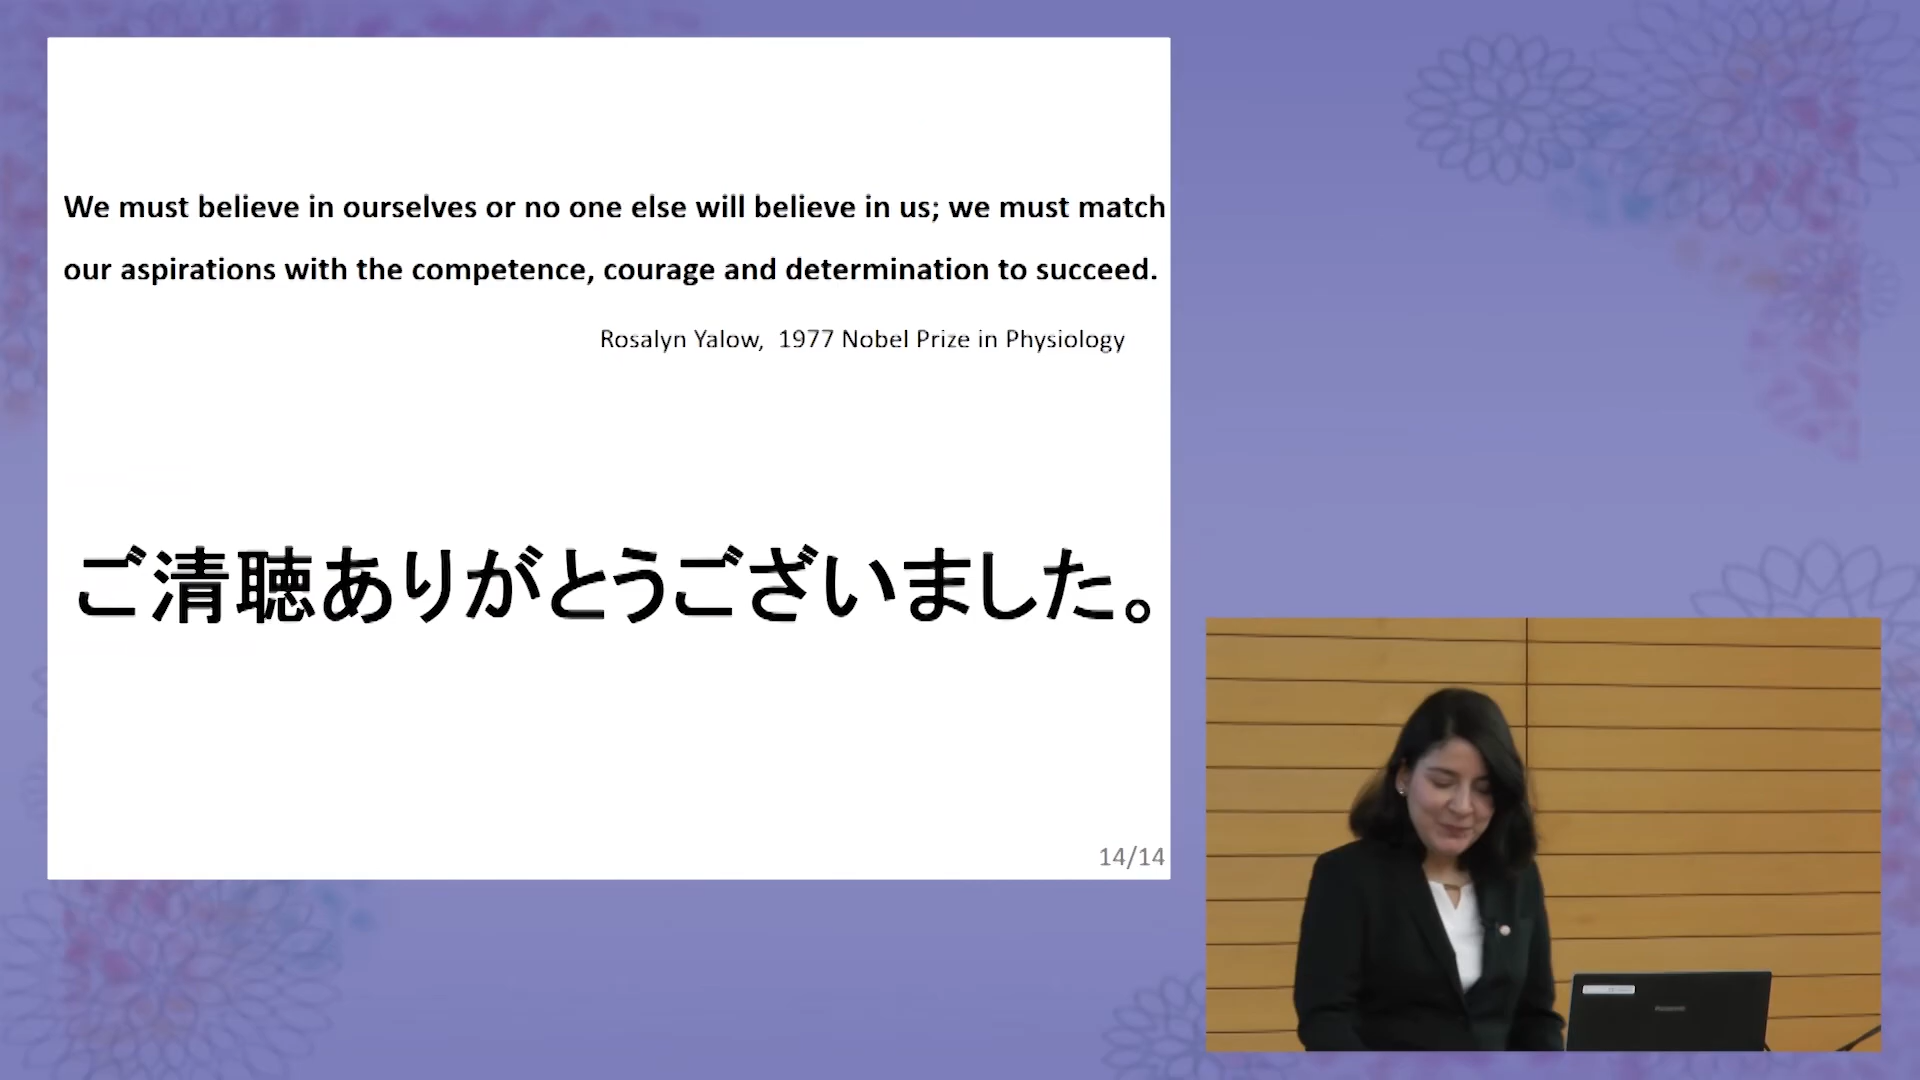 We must believe in ourselves or no one else will believe in us; we must match
our aspirations with the competence, courage and determination to succeed.
Rosalyn Yalow,  1977 Nobel Prize in Physiology
ご清聴ありがとうございました。
14/14